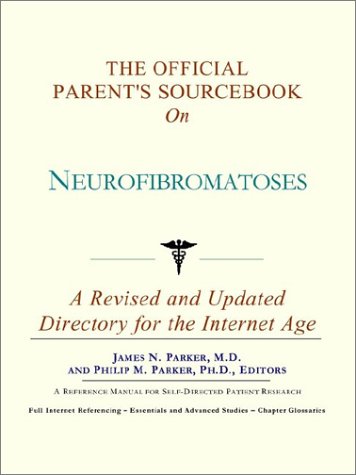 THE OFFICIAL
PARENT'S SOURCEBOOK
On
NEUROFIBROMATOSES
A Revised and Updated
Directory for the Internet Age
JAMES N. PARKER, M.D.
AND PHILIP M. PARKER, PH.D., EDITORS
A REFERENCE MANUAL FOR SELF-DIRECTED PATIENT RESEARCH
Full Internet Referencing – Essentials and Advanced Studies – Chapter Glossaries